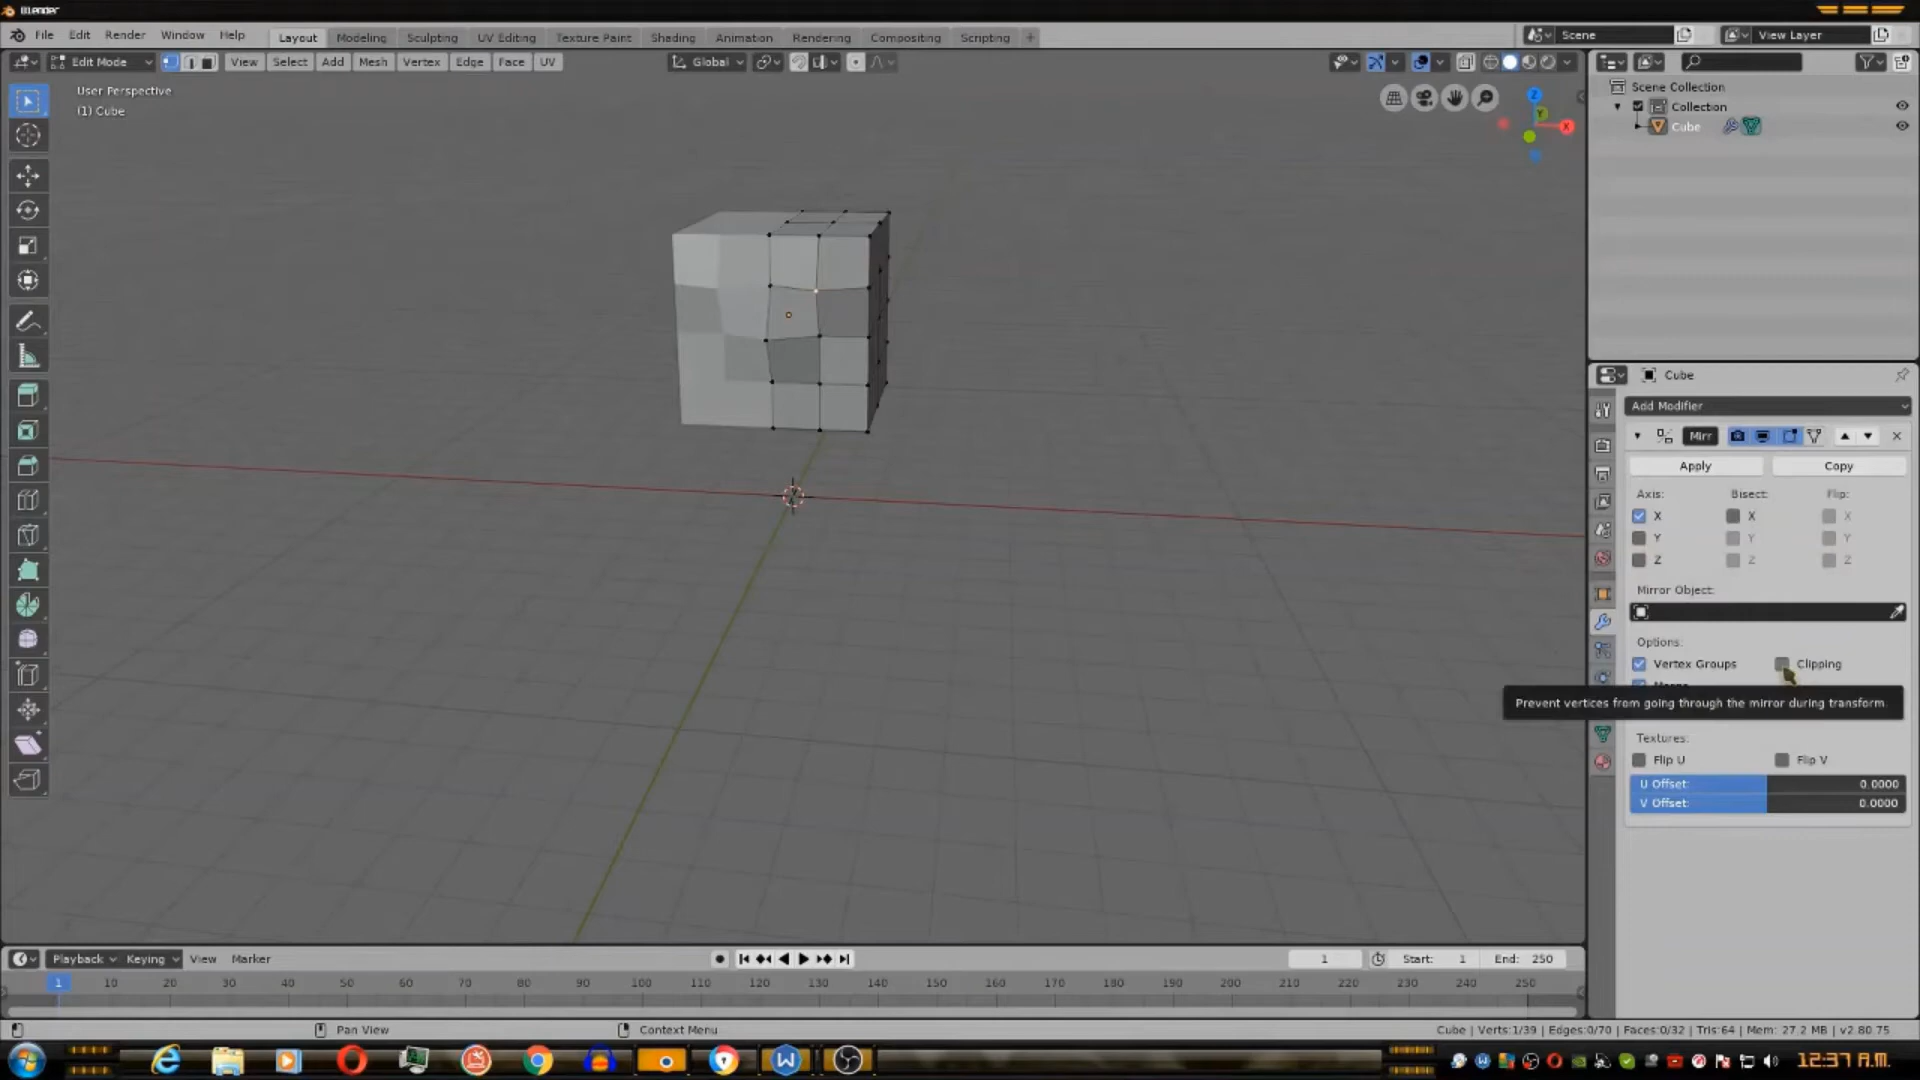 Blender
File Edit Render Window Help Layout Modeling Sculpting UV Editing Texture Paint Shading Animation Rendering Compositing Scripting + Scene View Layer
Edit Mode View Select Add Mesh Vertex Edge Face UV Global
User Perspective
(1) Cube
Z
Y
X
Scene Collection
Collection
Cube
Cube
Add Modifier
Mirr
Apply Copy
Axis: Bisect: Flip:
X X X
Y Y Y
Z Z Z
Mirror Object:
Options:
Vertex Groups Clipping
Prevent vertices from going through the mirror during transform.
Textures:
Flip U Flip V
U Offset: 0.0000
V Offset: 0.0000
Playback Keying View Marker 1 Start: 1 End: 250
1 10 20 30 40 50 60 70 80 90 100 110 120 130 140 150 160 170 180 190 200 210 220 230 240 250
Pan View Context Menu Cube | Verts:1/39 | Edges:0/70 | Faces:0/32 | Tris:64 | Mem: 27.2 MB | v2.80.75
12:37 A.M.